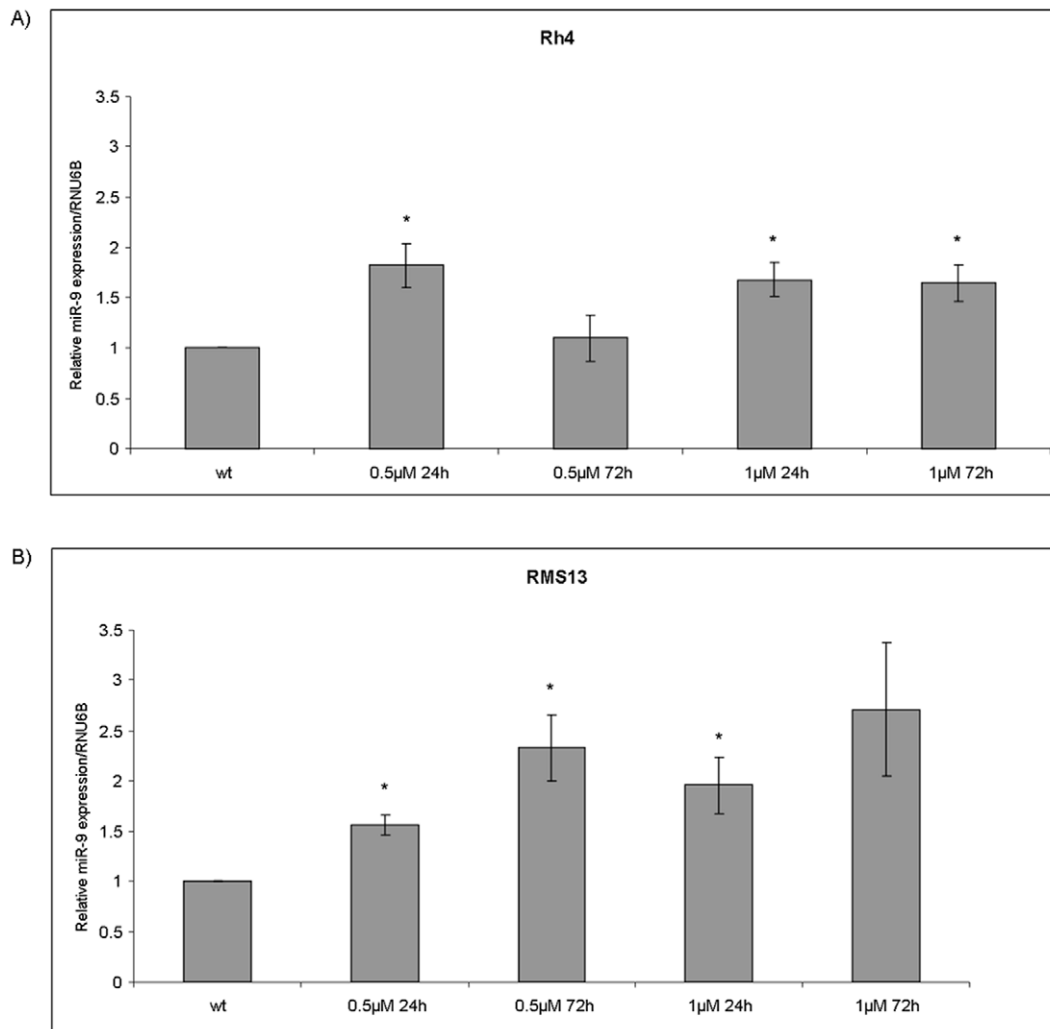 A)
Rh4
Relative miR-9 expression/RNU6B
3.5
3
2.5
2
1.5
1
0.5
0
*
*
*
wt
0.5µM 24h
0.5µM 72h
1µM 24h
1µM 72h
B)
RMS13
Relative miR-9 expression/RNU6B
3.5
3
2.5
2
1.5
1
0.5
0
*
*
*
wt
0.5µM 24h
0.5µM 72h
1µM 24h
1µM 72h